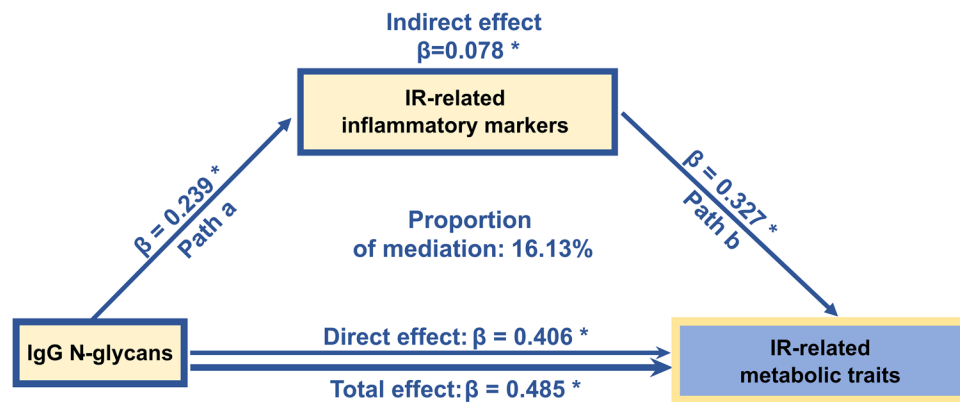 Indirect effect
β=0.078 *
IR-related
inflammatory markers
β = 0.239 *
Path a
β = 0.327 *
Path b
Proportion
of mediation: 16.13%
IgG N-glycans
Direct effect: β = 0.406 *
Total effect: β = 0.485 *
IR-related
metabolic traits